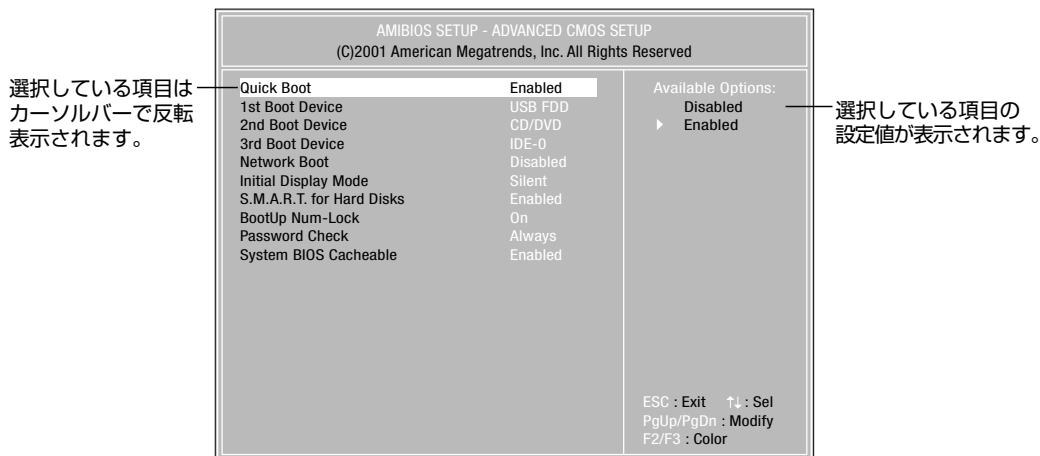 AMIBIOS SETUP - ADVANCED CMOS SETUP
(C)2001 American Megatrends, Inc. All Rights Reserved
選択している項目は
カーソルバーで反転
表示されます。
Quick Boot Enabled
1st Boot Device USB FDD
2nd Boot Device CD/DVD
3rd Boot Device IDE-0
Network Boot Disabled
Initial Display Mode Silent
S.M.A.R.T. for Hard Disks Enabled
BootUp Num-Lock On
Password Check Always
System BIOS Cacheable Enabled
Available Options:
Disabled
Enabled
選択している項目の
設定値が表示されます。
ESC : Exit ↑↓ : Sel
PgUp/PgDn : Modify
F2/F3 : Color